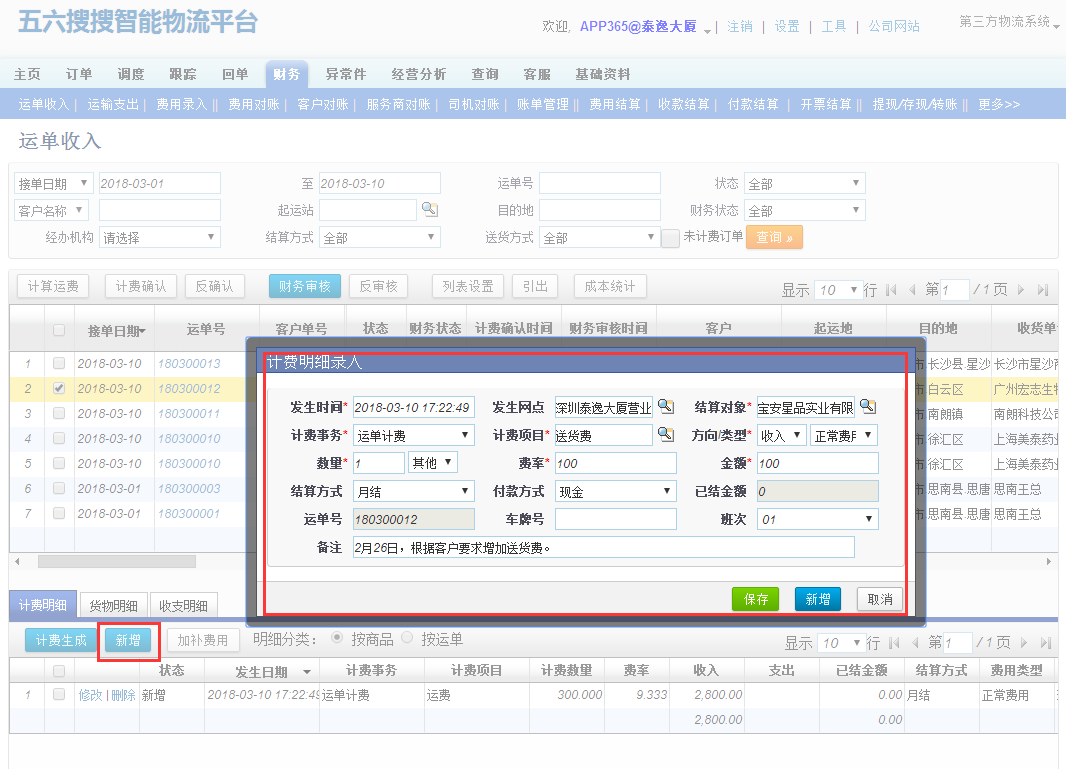 五六搜搜智能物流平台
欢迎, APP365@泰逸大厦 | 注销 | 设置 | 工具 | 公司网站
第三方物流系统
主页 订单 调度 跟踪 回单 财务 异常件 经营分析 查询 客服 基础资料
运单收入 | 运输支出 | 费用录入 || 费用对账 | 客户对账 | 服务商对账 | 司机对账 | 账单管理 || 费用结算 | 收款结算 | 付款结算 | 开票结算 || 提现/存现/转账 || 更多>>
运单收入
接单日期 2018-03-01 至 2018-03-10 运单号 状态 全部
客户名称 起运站 目的地 财务状态 全部
经办机构 请选择 结算方式 全部 送货方式 全部 未计费订单 查询 »
计算运费 计费确认 反确认 财务审核 反审核 列表设置 引出 成本统计 显示 10 行 第 1 / 1 页
接单日期 运单号 客户单号 状态 财务状态 计费确认时间 财务审核时间 客户 起运地 目的地 收货单
1 2018-03-10 180300013 市 长沙县 星沙 长沙市星沙
2 2018-03-10 180300012 市 白云区 广州宏志生物
3 2018-03-10 180300011 市 南朗镇 南朗科技公司
4 2018-03-10 180300010 市 徐汇区 上海美泰药业
5 2018-03-10 180300009 市 徐汇区 上海美泰药业
6 2018-03-01 180300003 市 思南县 思唐 思南王总
7 2018-03-01 180300001 市 思南县 思唐 思南王总
计费明细录入
发生时间* 2018-03-10 17:22:49 发生网点 深圳泰逸大厦营业 结算对象* 宝安星品实业有限
计费事务* 运单计费 计费项目* 送货费 方向/类型* 收入 正常费用
数量* 1 其他 费率* 100 金额* 100
结算方式 月结 付款方式 现金 已结金额 0
运单号 180300012 车牌号 班次 01
备注 2月26日，根据客户要求增加送货费。
保存 新增 取消
计费明细 货物明细 收支明细
计费生成 新增 加补费用 明细分类： 按商品 按运单 显示 10 行 第 1 / 1 页
状态 发生日期 计费事务 计费项目 计费数量 费率 收入 支出 已结金额 结算方式 费用类型
1 修改 | 删除 新增 2018-03-10 17:22:49 运单计费 运费 300.000 9.333 2,800.00 0.00 月结 正常费用
2,800.00 0.00